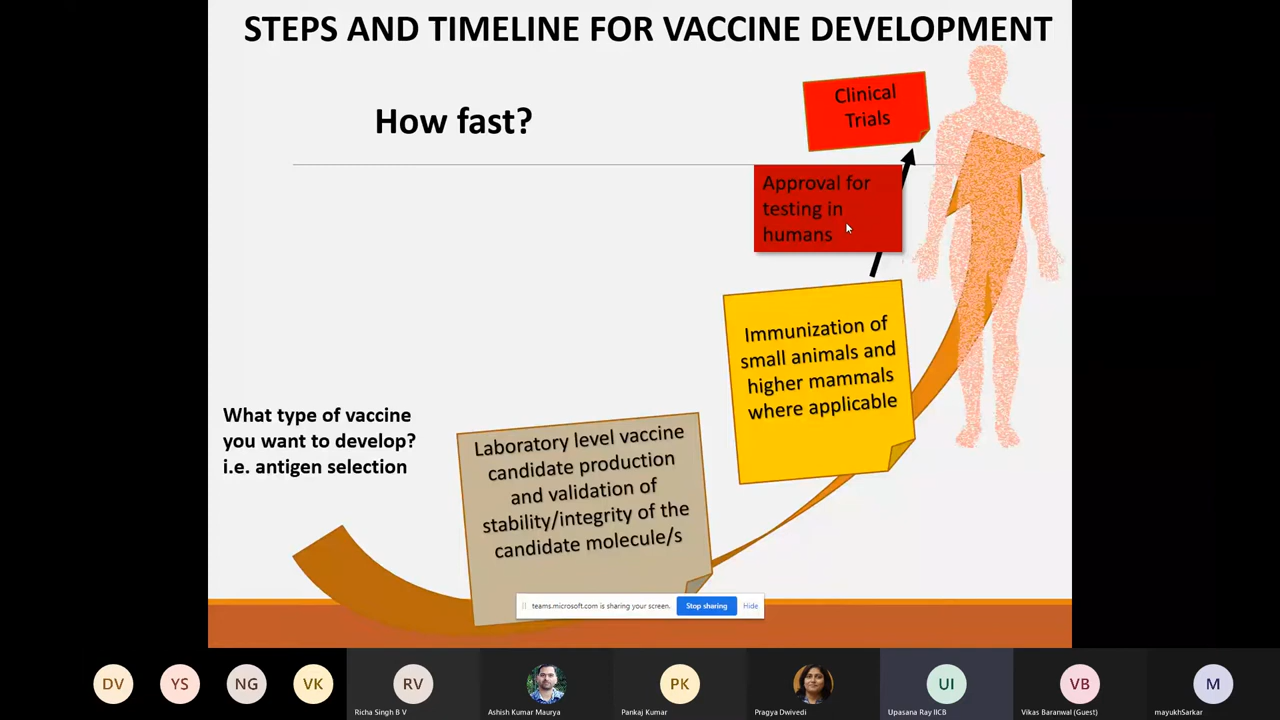 STEPS AND TIMELINE FOR VACCINE DEVELOPMENT
How fast?
Clinical
Trials
Approval for
testing in
humans
Immunization of
small animals and
higher mammals
where applicable
What type of vaccine
you want to develop?
i.e. antigen selection
Laboratory level vaccine
candidate production
and validation of
stability/integrity of the
candidate molecule/s
teams.microsoft.com is sharing your screen. Stop sharing Hide
DV YS NG VK RV PK UI VB M
Richa Singh B V Ashish Kumar Maurya Pankaj Kumar Pragya Dwivedi Upasana Ray IICB Vikas Baranwal (Guest) mayukhSarkar